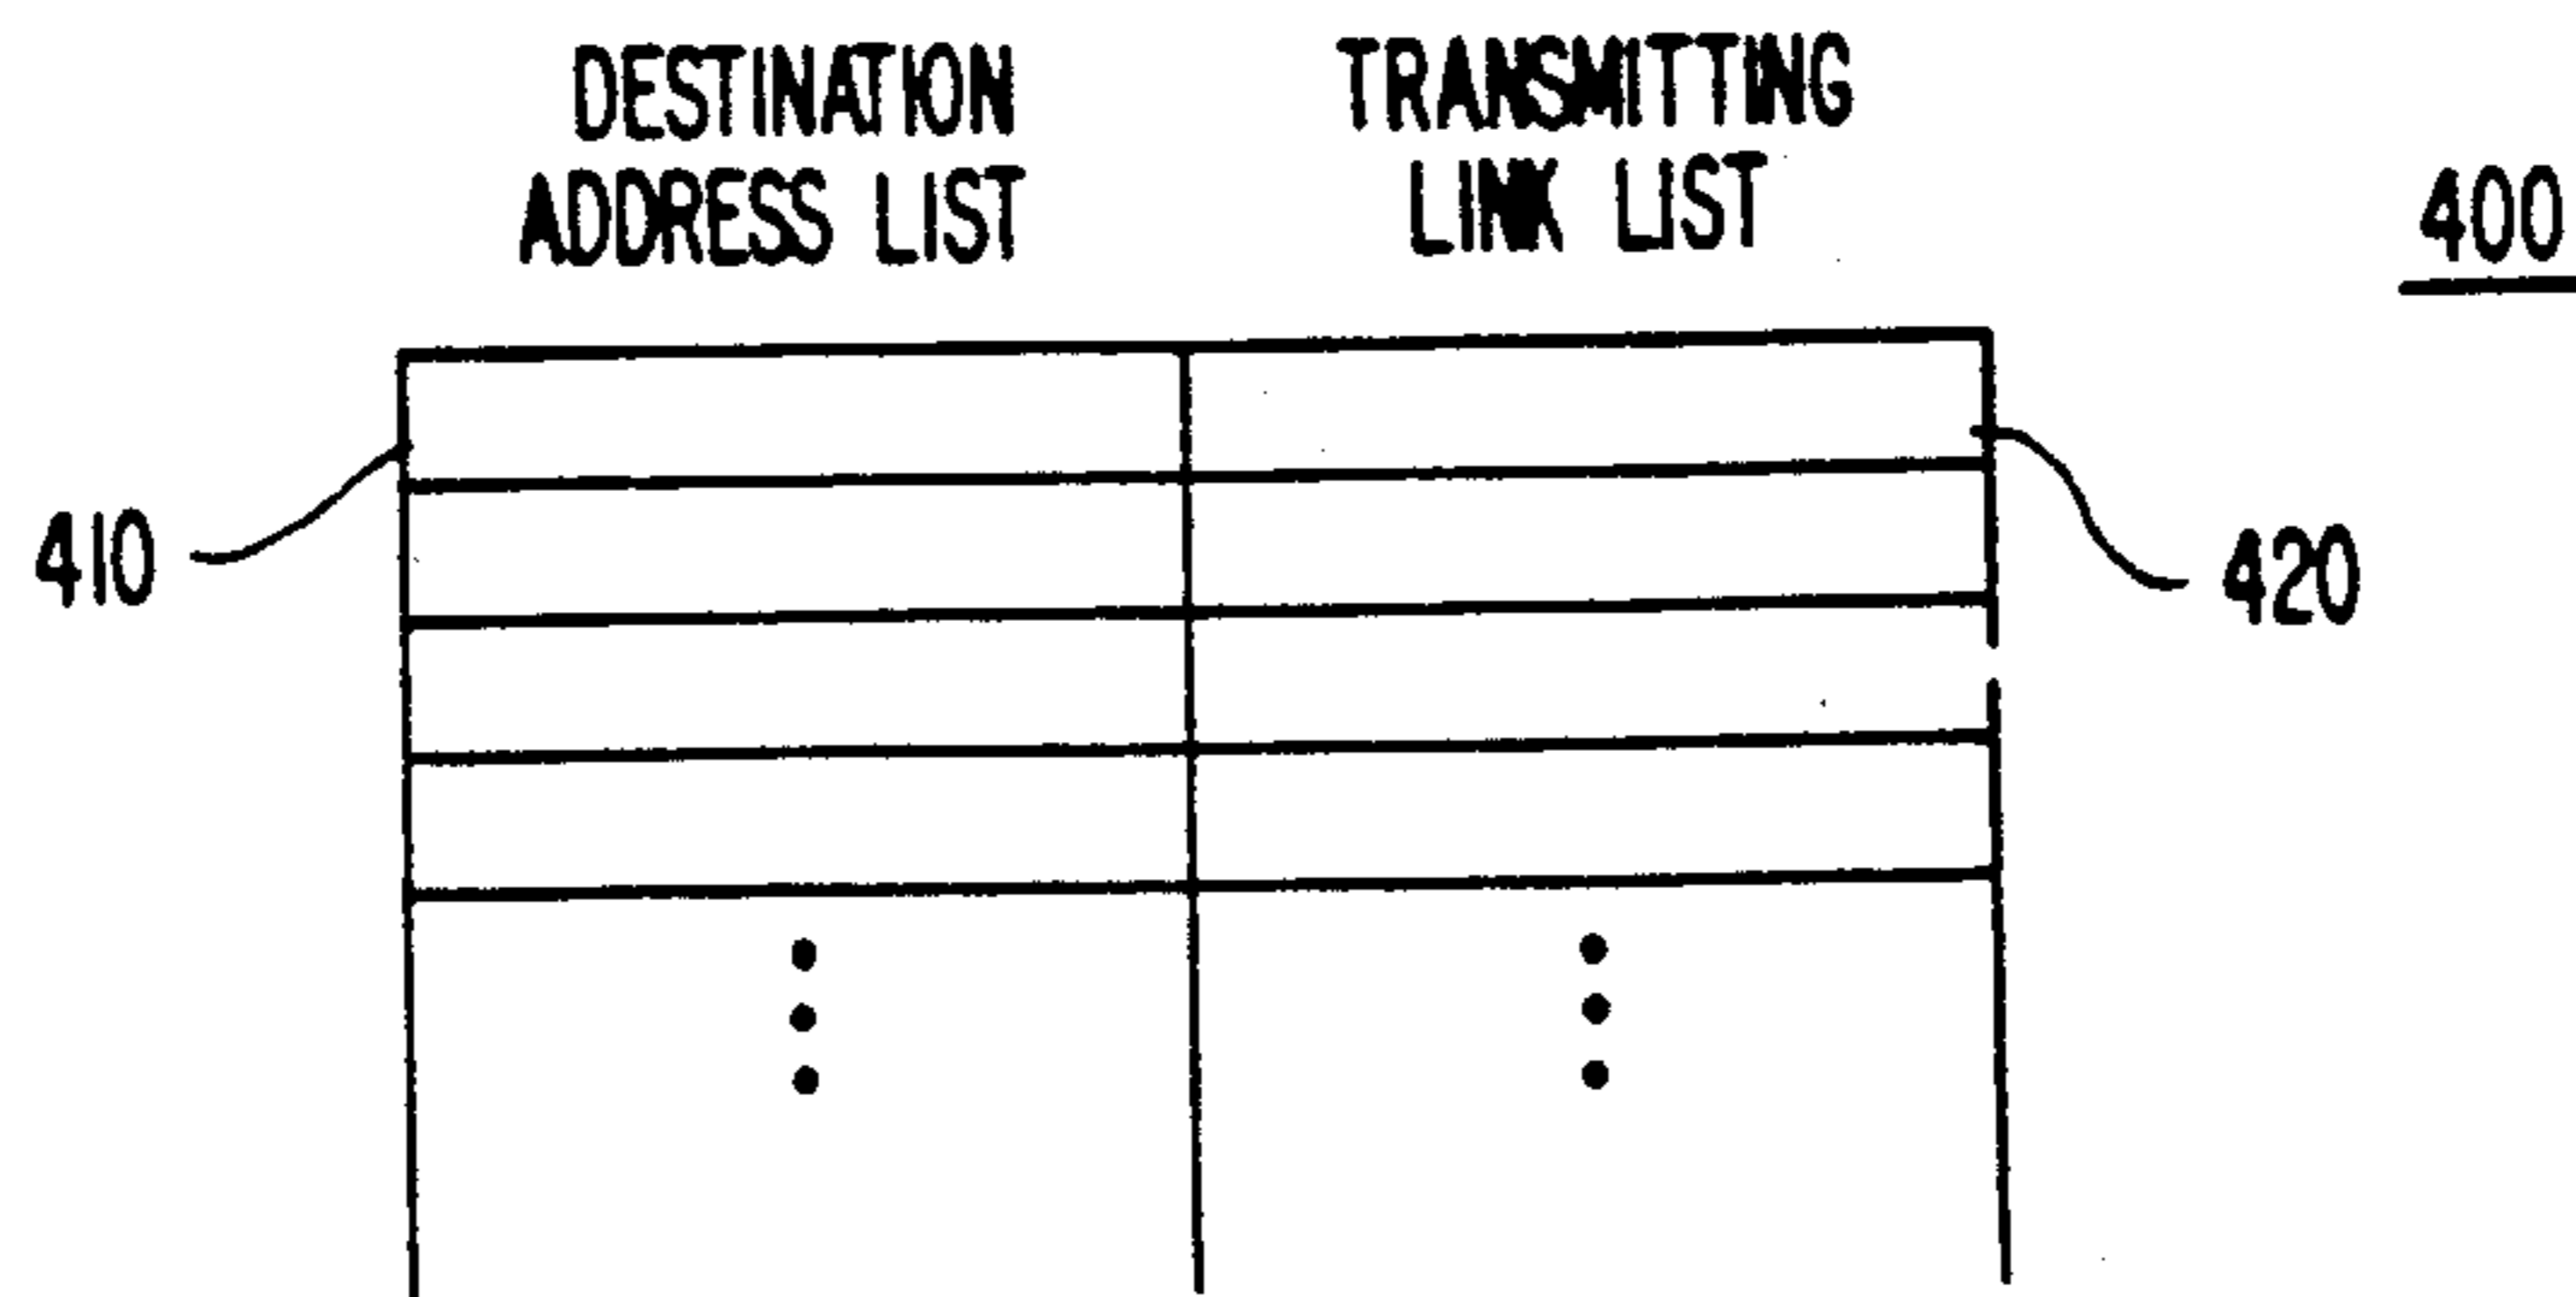 DESTINATION
ADDRESS LIST
TRANSMITTING
LINK LIST
400
410
420